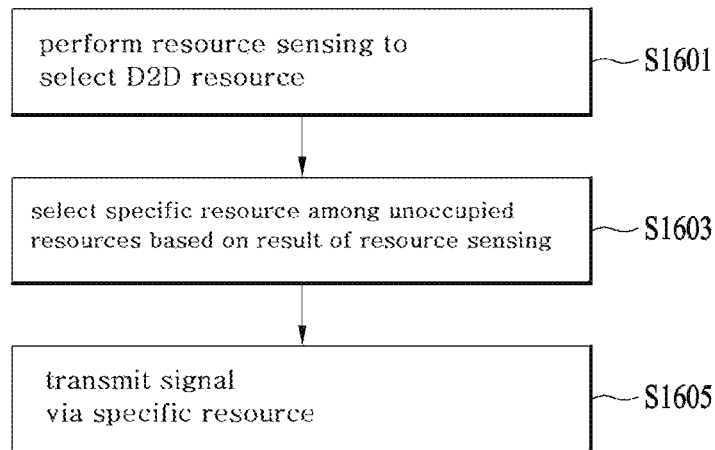 perform resource sensing to
select D2D resource
S1601
select specific resource among unoccupied
resources based on result of resource sensing
S1603
transmit signal
via specific resource
S1605